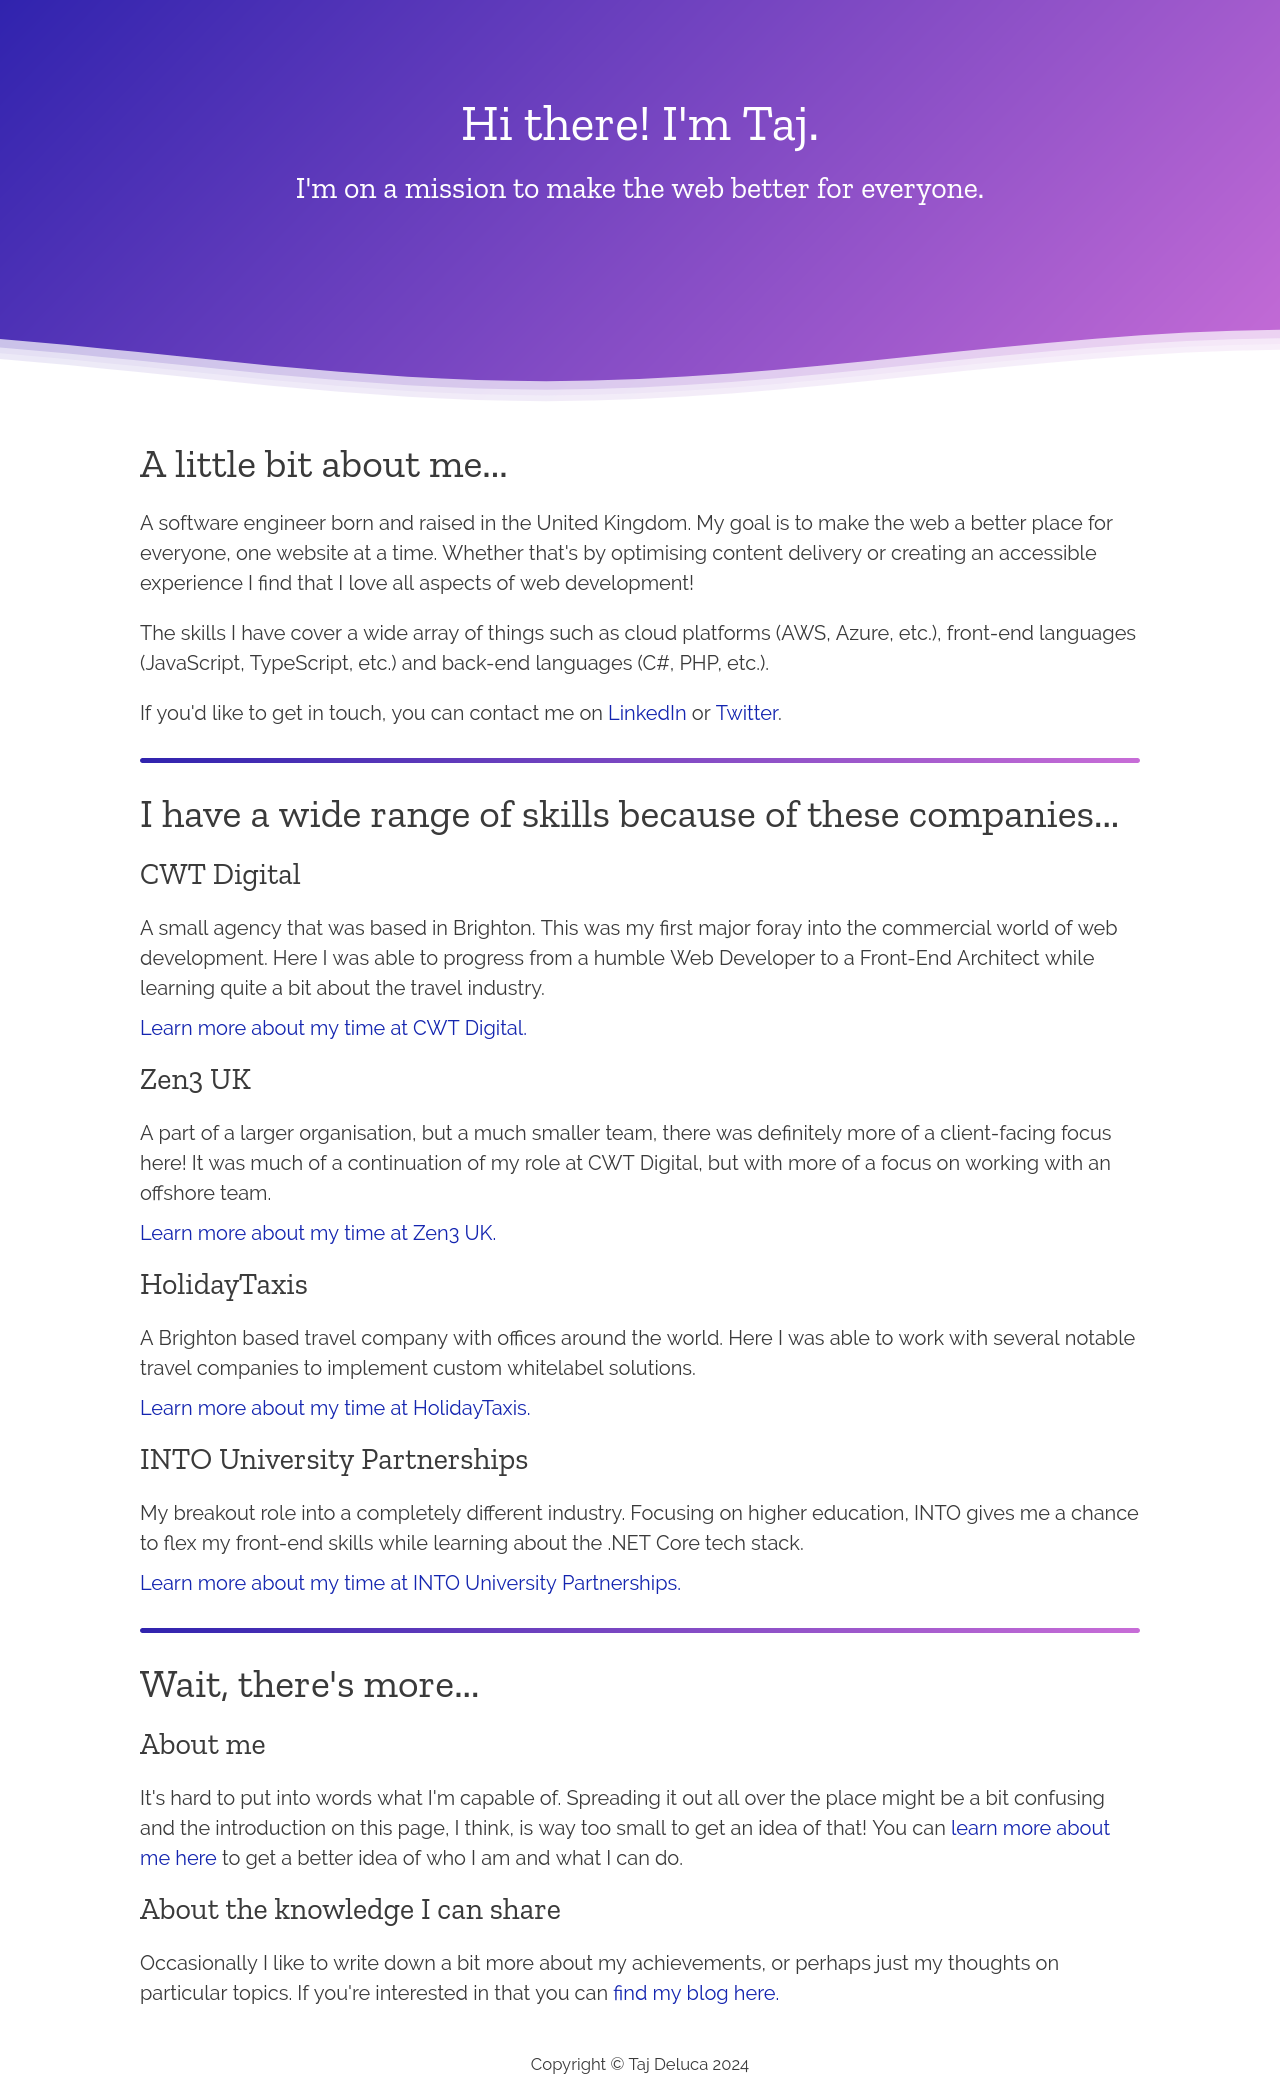 Hi there! I'm Taj.
I'm on a mission to make the web better for everyone.
A little bit about me...
A software engineer born and raised in the United Kingdom. My goal is to make the web a better place for
everyone, one website at a time. Whether that's by optimising content delivery or creating an accessible
experience I find that I love all aspects of web development!
The skills I have cover a wide array of things such as cloud platforms (AWS, Azure, etc.), front-end languages
(JavaScript, TypeScript, etc.) and back-end languages (C#, PHP, etc.).
If you'd like to get in touch, you can contact me on LinkedIn or Twitter.
I have a wide range of skills because of these companies...
CWT Digital
A small agency that was based in Brighton. This was my first major foray into the commercial world of web
development. Here I was able to progress from a humble Web Developer to a Front-End Architect while
learning quite a bit about the travel industry.
Learn more about my time at CWT Digital.
Zen3 UK
A part of a larger organisation, but a much smaller team, there was definitely more of a client-facing focus
here! It was much of a continuation of my role at CWT Digital, but with more of a focus on working with an
offshore team.
Learn more about my time at Zen3 UK.
HolidayTaxis
A Brighton based travel company with offices around the world. Here I was able to work with several notable
travel companies to implement custom whitelabel solutions.
Learn more about my time at HolidayTaxis.
INTO University Partnerships
My breakout role into a completely different industry. Focusing on higher education, INTO gives me a chance
to flex my front-end skills while learning about the .NET Core tech stack.
Learn more about my time at INTO University Partnerships.
Wait, there's more...
About me
It's hard to put into words what I'm capable of. Spreading it out all over the place might be a bit confusing
and the introduction on this page, I think, is way too small to get an idea of that! You can learn more about
me here to get a better idea of who I am and what I can do.
About the knowledge I can share
Occasionally I like to write down a bit more about my achievements, or perhaps just my thoughts on
particular topics. If you're interested in that you can find my blog here.
Copyright © Taj Deluca 2024